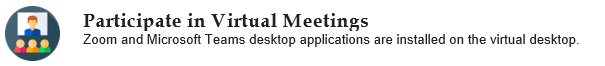 Participate in Virtual Meetings
Zoom and Microsoft Teams desktop applications are installed on the virtual desktop.